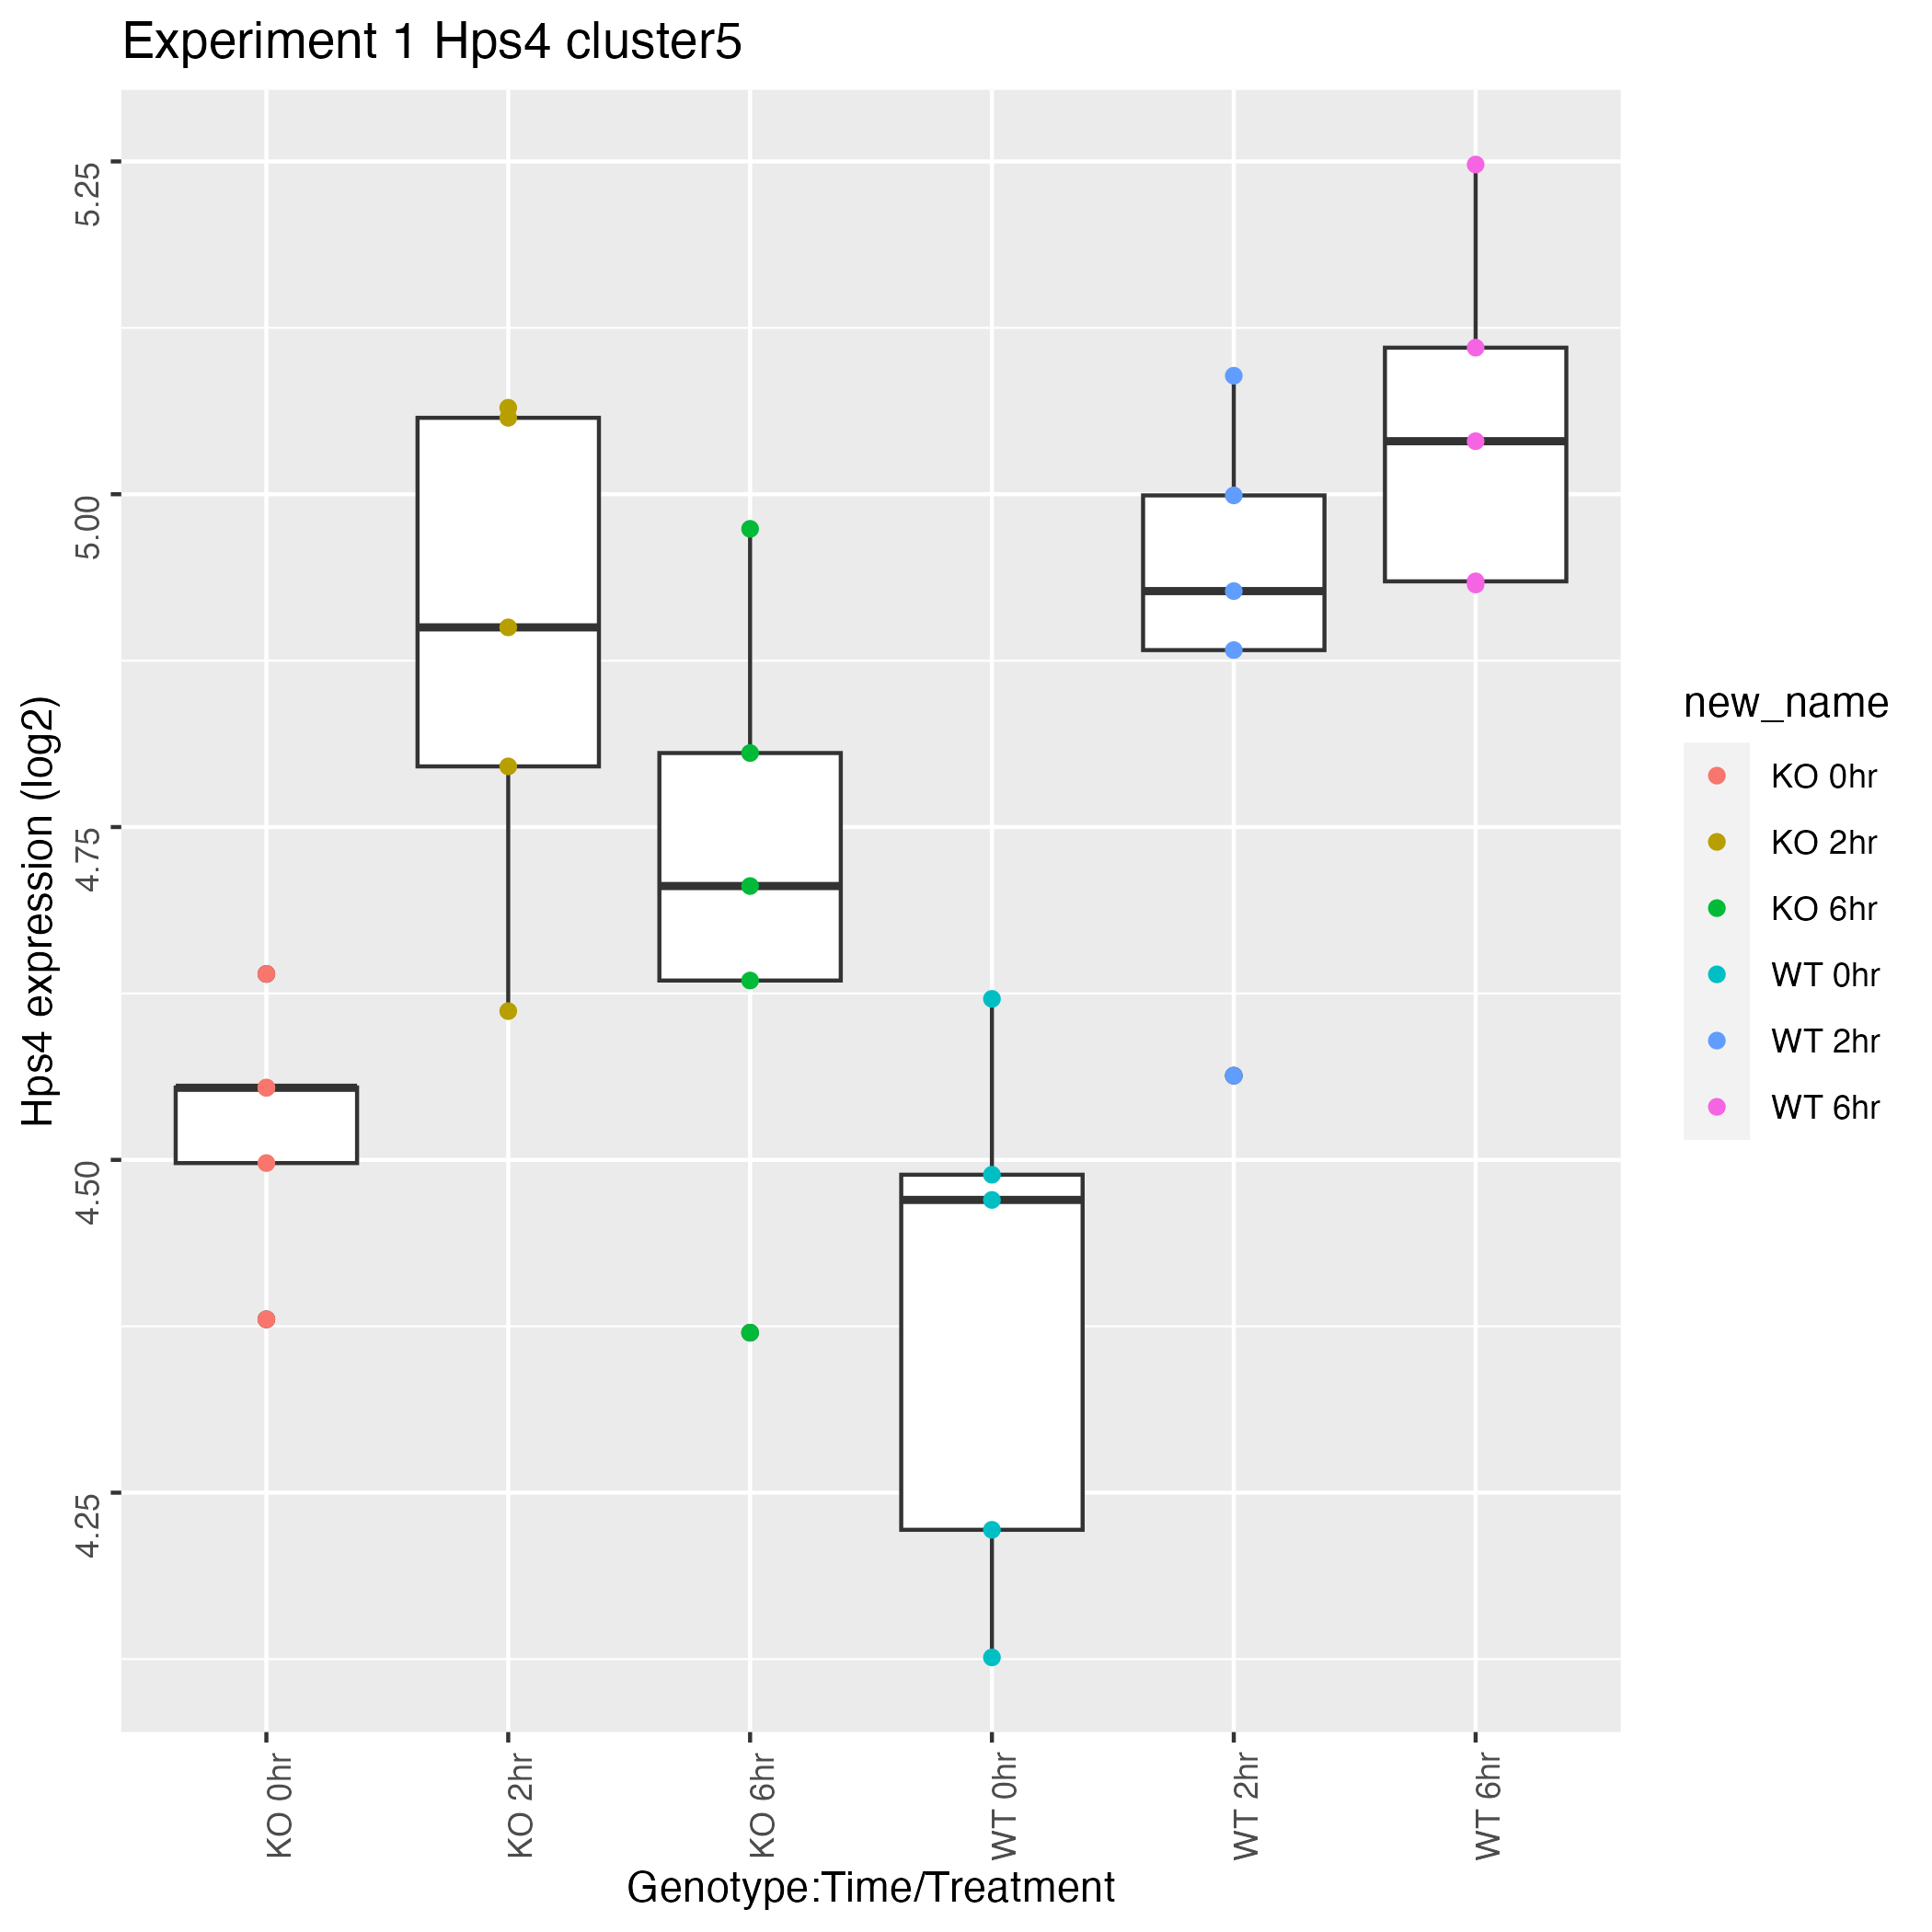 Experiment 1 Hps4 cluster5
Hps4 expression (log2)
5.25
5.00
4.75
4.50
4.25
KO 0hr
KO 2hr
KO 6hr
WT 0hr
WT 2hr
WT 6hr
Genotype:Time/Treatment
new_name
KO 0hr
KO 2hr
KO 6hr
WT 0hr
WT 2hr
WT 6hr